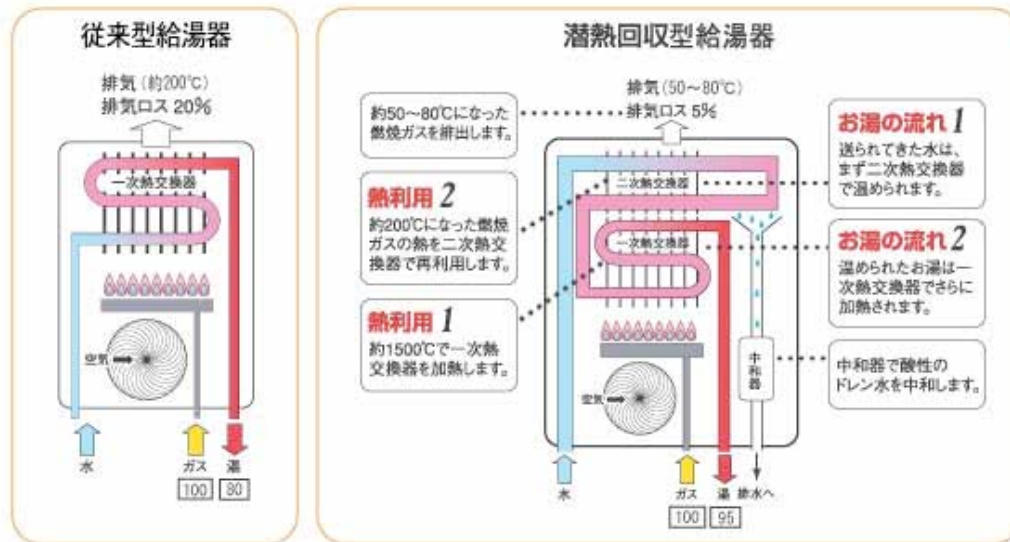 従来型給湯器
排気(約200℃)
排気ロス 20%
一次熱交換器
空気
水
ガス
湯
100
80
潜熱回収型給湯器
排気(50〜80℃)
排気ロス 5%
約50〜80℃になった
燃焼ガスを排出します。
熱利用 2
約200℃になった燃焼
ガスの熱を二次熱交
換器で再利用します。
熱利用 1
約1500℃で一次熱
交換器を加熱します。
二次熱交換器
一次熱交換器
空気
中和器
水
ガス
湯
排水へ
100
95
お湯の流れ 1
送られてきた水は、
まず二次熱交換器
で温められます。
お湯の流れ 2
温められたお湯は一
次熱交換器でさらに
加熱されます。
中和器で酸性の
ドレン水を中和します。